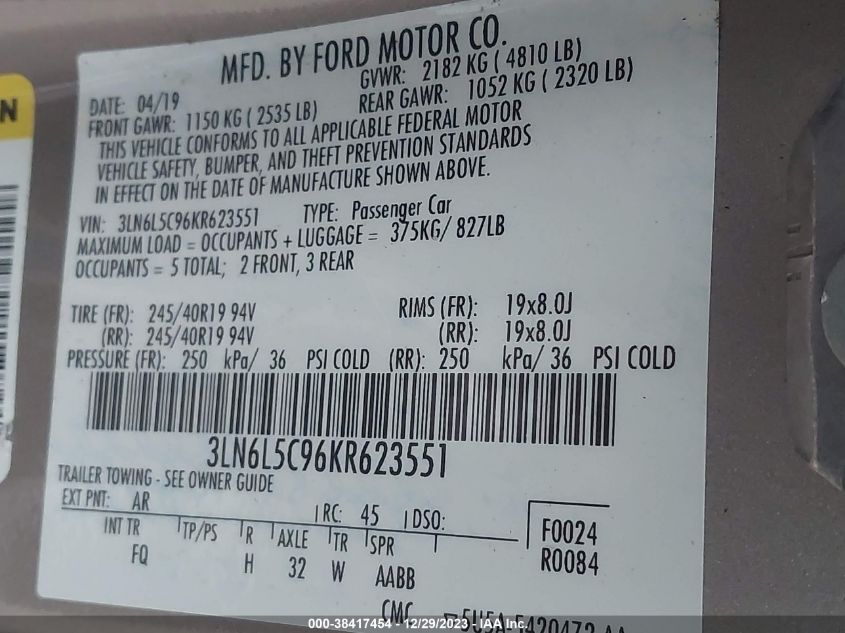 N
MFD. BY FORD MOTOR CO.
DATE: 04/19 GVWR: 2182 KG ( 4810 LB)
FRONT GAWR: 1150 KG ( 2535 LB) REAR GAWR: 1052 KG ( 2320 LB)
THIS VEHICLE CONFORMS TO ALL APPLICABLE FEDERAL MOTOR
VEHICLE SAFETY, BUMPER, AND THEFT PREVENTION STANDARDS
IN EFFECT ON THE DATE OF MANUFACTURE SHOWN ABOVE.
VIN: 3LN6L5C96KR623551 TYPE: Passenger Car
MAXIMUM LOAD = OCCUPANTS + LUGGAGE = 375KG/ 827LB
OCCUPANTS = 5 TOTAL; 2 FRONT, 3 REAR
TIRE (FR): 245/40R19 94V RIMS (FR): 19x8.0J
(RR): 245/40R19 94V (RR): 19x8.0J
PRESSURE (FR): 250 kPa/ 36 PSI COLD (RR): 250 kPa/ 36 PSI COLD
3LN6L5C96KR623551
TRAILER TOWING - SEE OWNER GUIDE
EXT PNT: AR RC: 45 DSO:
INT TR TP/PS R AXLE TR SPR F0024
FQ H 32 W AABB R0084
CMC
000-38417454 - 12/29/2023 - IAA Inc.